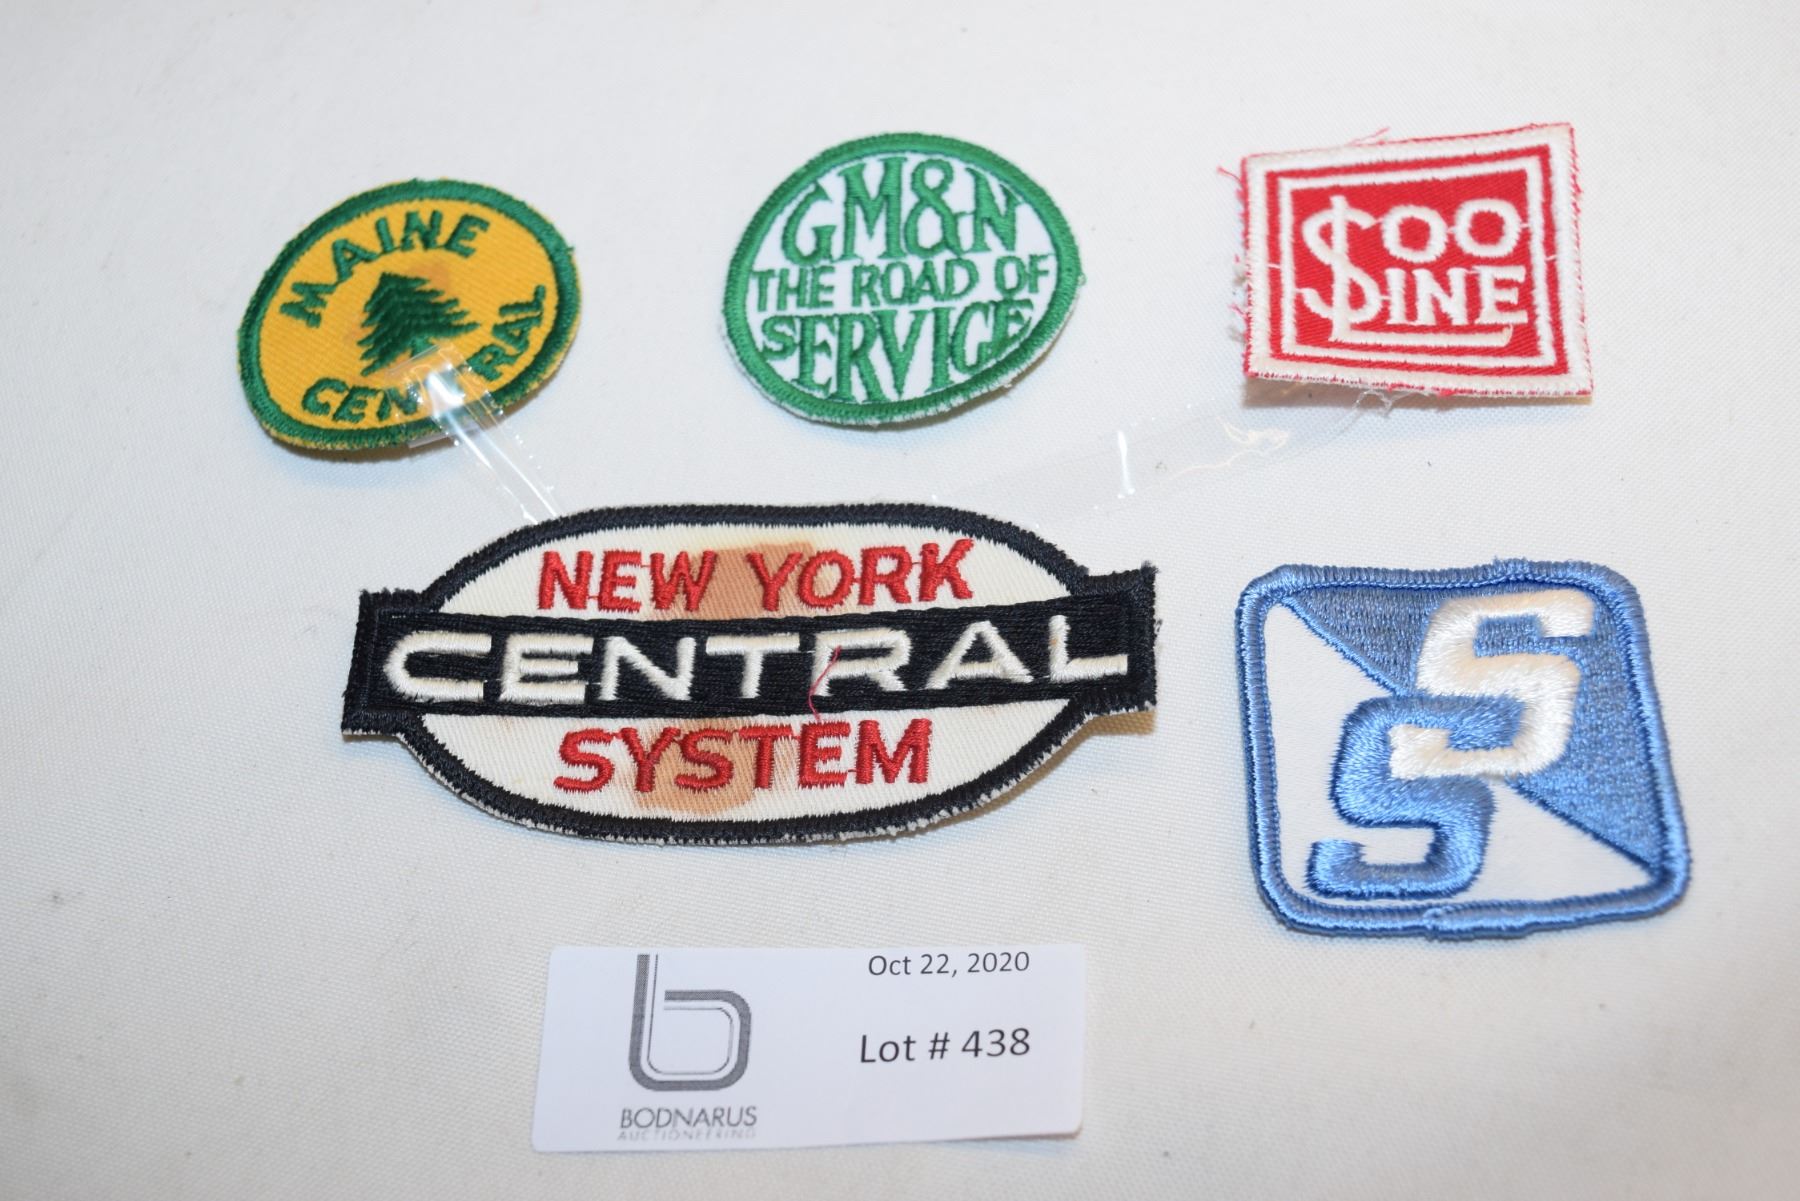 MAINE
CENTRAL
GM&N
THE ROAD OF
SERVICE
SOO
LINE
NEW YORK
CENTRAL
SYSTEM
SS
Oct 22, 2020
Lot # 438
b
BODNARUS
AUCTIONEERING